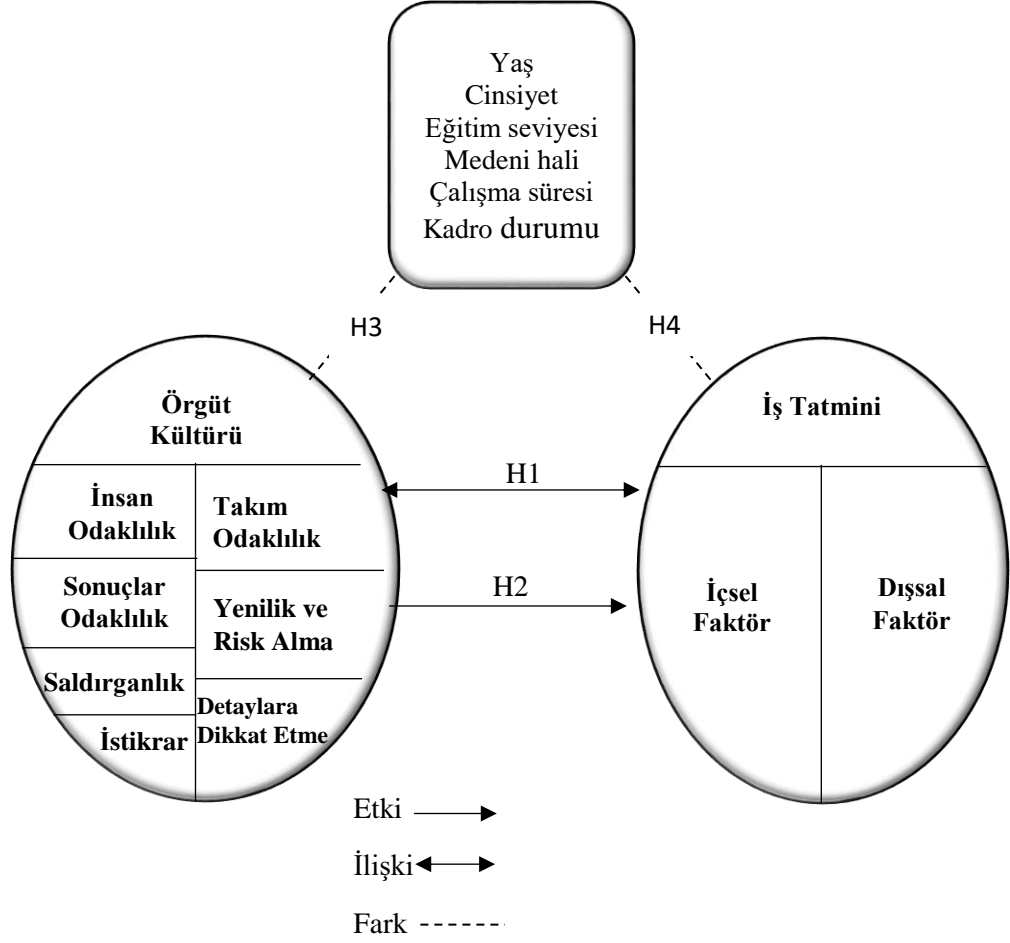 Yaş
Cinsiyet
Eğitim seviyesi
Medeni hali
Çalışma süresi
Kadro durumu
H3
H4
Örgüt
Kültürü
İnsan
Odaklılık
Takım
Odaklılık
Sonuçlar
Odaklılık
Yenilik ve
Risk Alma
Saldırganlık
Detaylara
Dikkat Etme
İstikrar
H1
H2
İş Tatmini
İçsel
Faktör
Dışsal
Faktör
Etki
İlişki
Fark